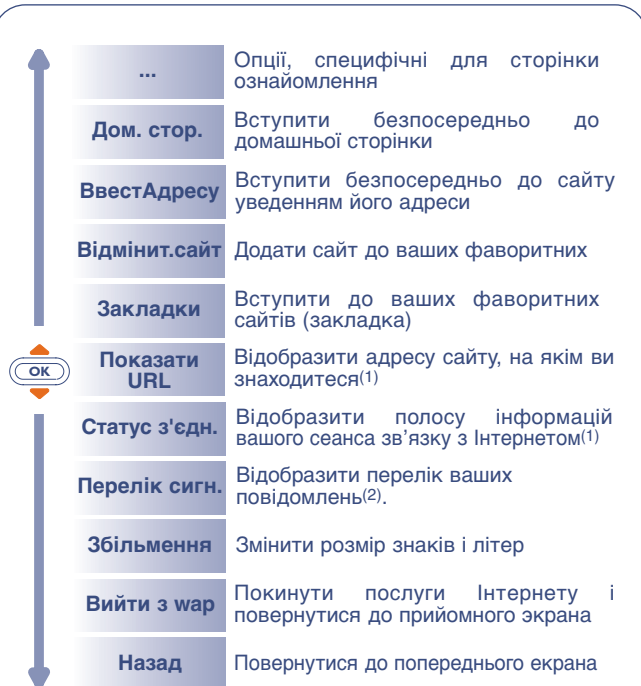 ...
Опції, специфічні для сторінки
ознайомлення
Дом. стор.
Вступити безпосередньо до
домашньої сторінки
ВвестАдресу
Вступити безпосередньо до сайту
уведенням його адреси
Відмінит.сайт
Додати сайт до ваших фаворитних
Закладки
Вступити до ваших фаворитних
сайтів (закладка)
OK
Показати
URL
Відобразити адресу сайту, на якім ви
знаходитеся(1)
Статус з'єдн.
Відобразити полосу інформацій
вашого сеанса зв’язку з Інтернетом(1)
Перелік сигн.
Відобразити перелік ваших
повідомлень(2).
Збільмення
Змінити розмір знаків і літер
Вийти з wap
Покинути послуги Інтернету і
повернутися до прийомного экрана
Назад
Повернутися до попереднього екрана